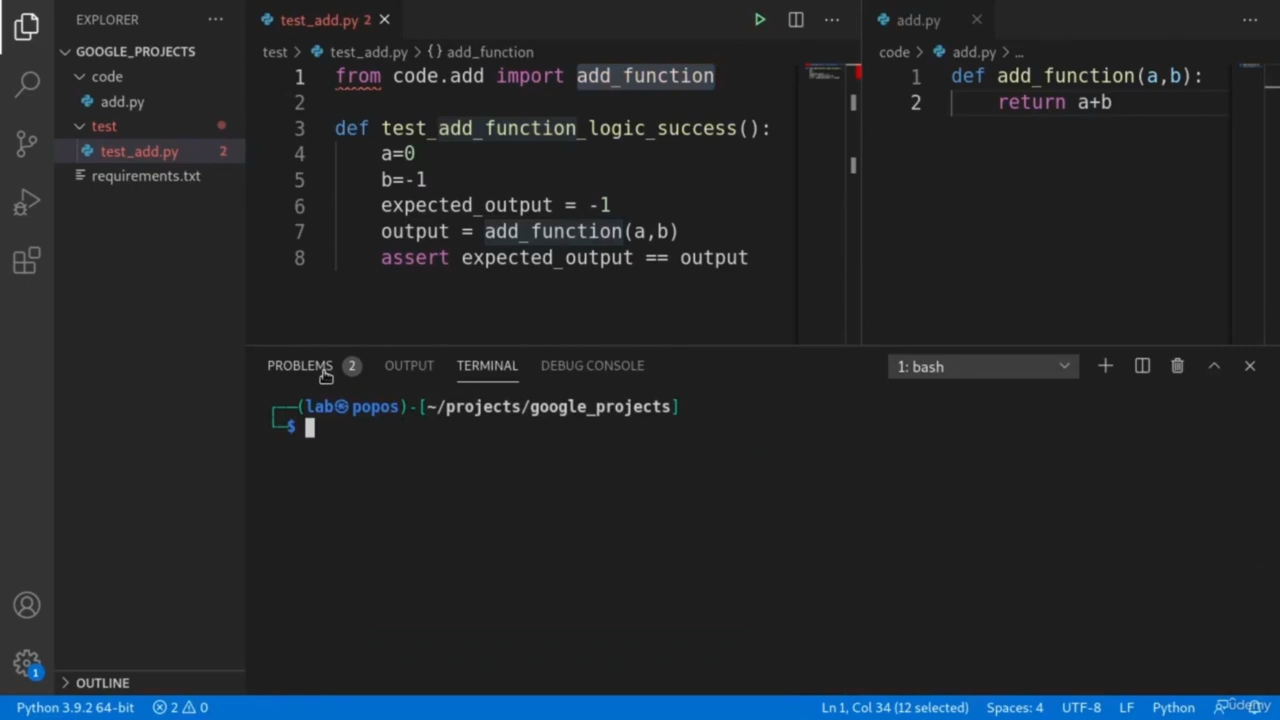 EXPLORER
GOOGLE_PROJECTS
code
add.py
test
test_add.py 2
requirements.txt
OUTLINE
1
test_add.py 2
test > test_add.py > {} add_function
1 from code.add import add_function
2
3 def test_add_function_logic_success():
4 a=0
5 b=-1
6 expected_output = -1
7 output = add_function(a,b)
8 assert expected_output == output
add.py
code > add.py > ...
1 def add_function(a,b):
2 return a+b
PROBLEMS 2 OUTPUT TERMINAL DEBUG CONSOLE 1: bash
┌──(lab㉿popos)-[~/projects/google_projects]
└─$
Python 3.9.2 64-bit 2 0 Ln 1, Col 34 (12 selected) Spaces: 4 UTF-8 LF Python
Udemy